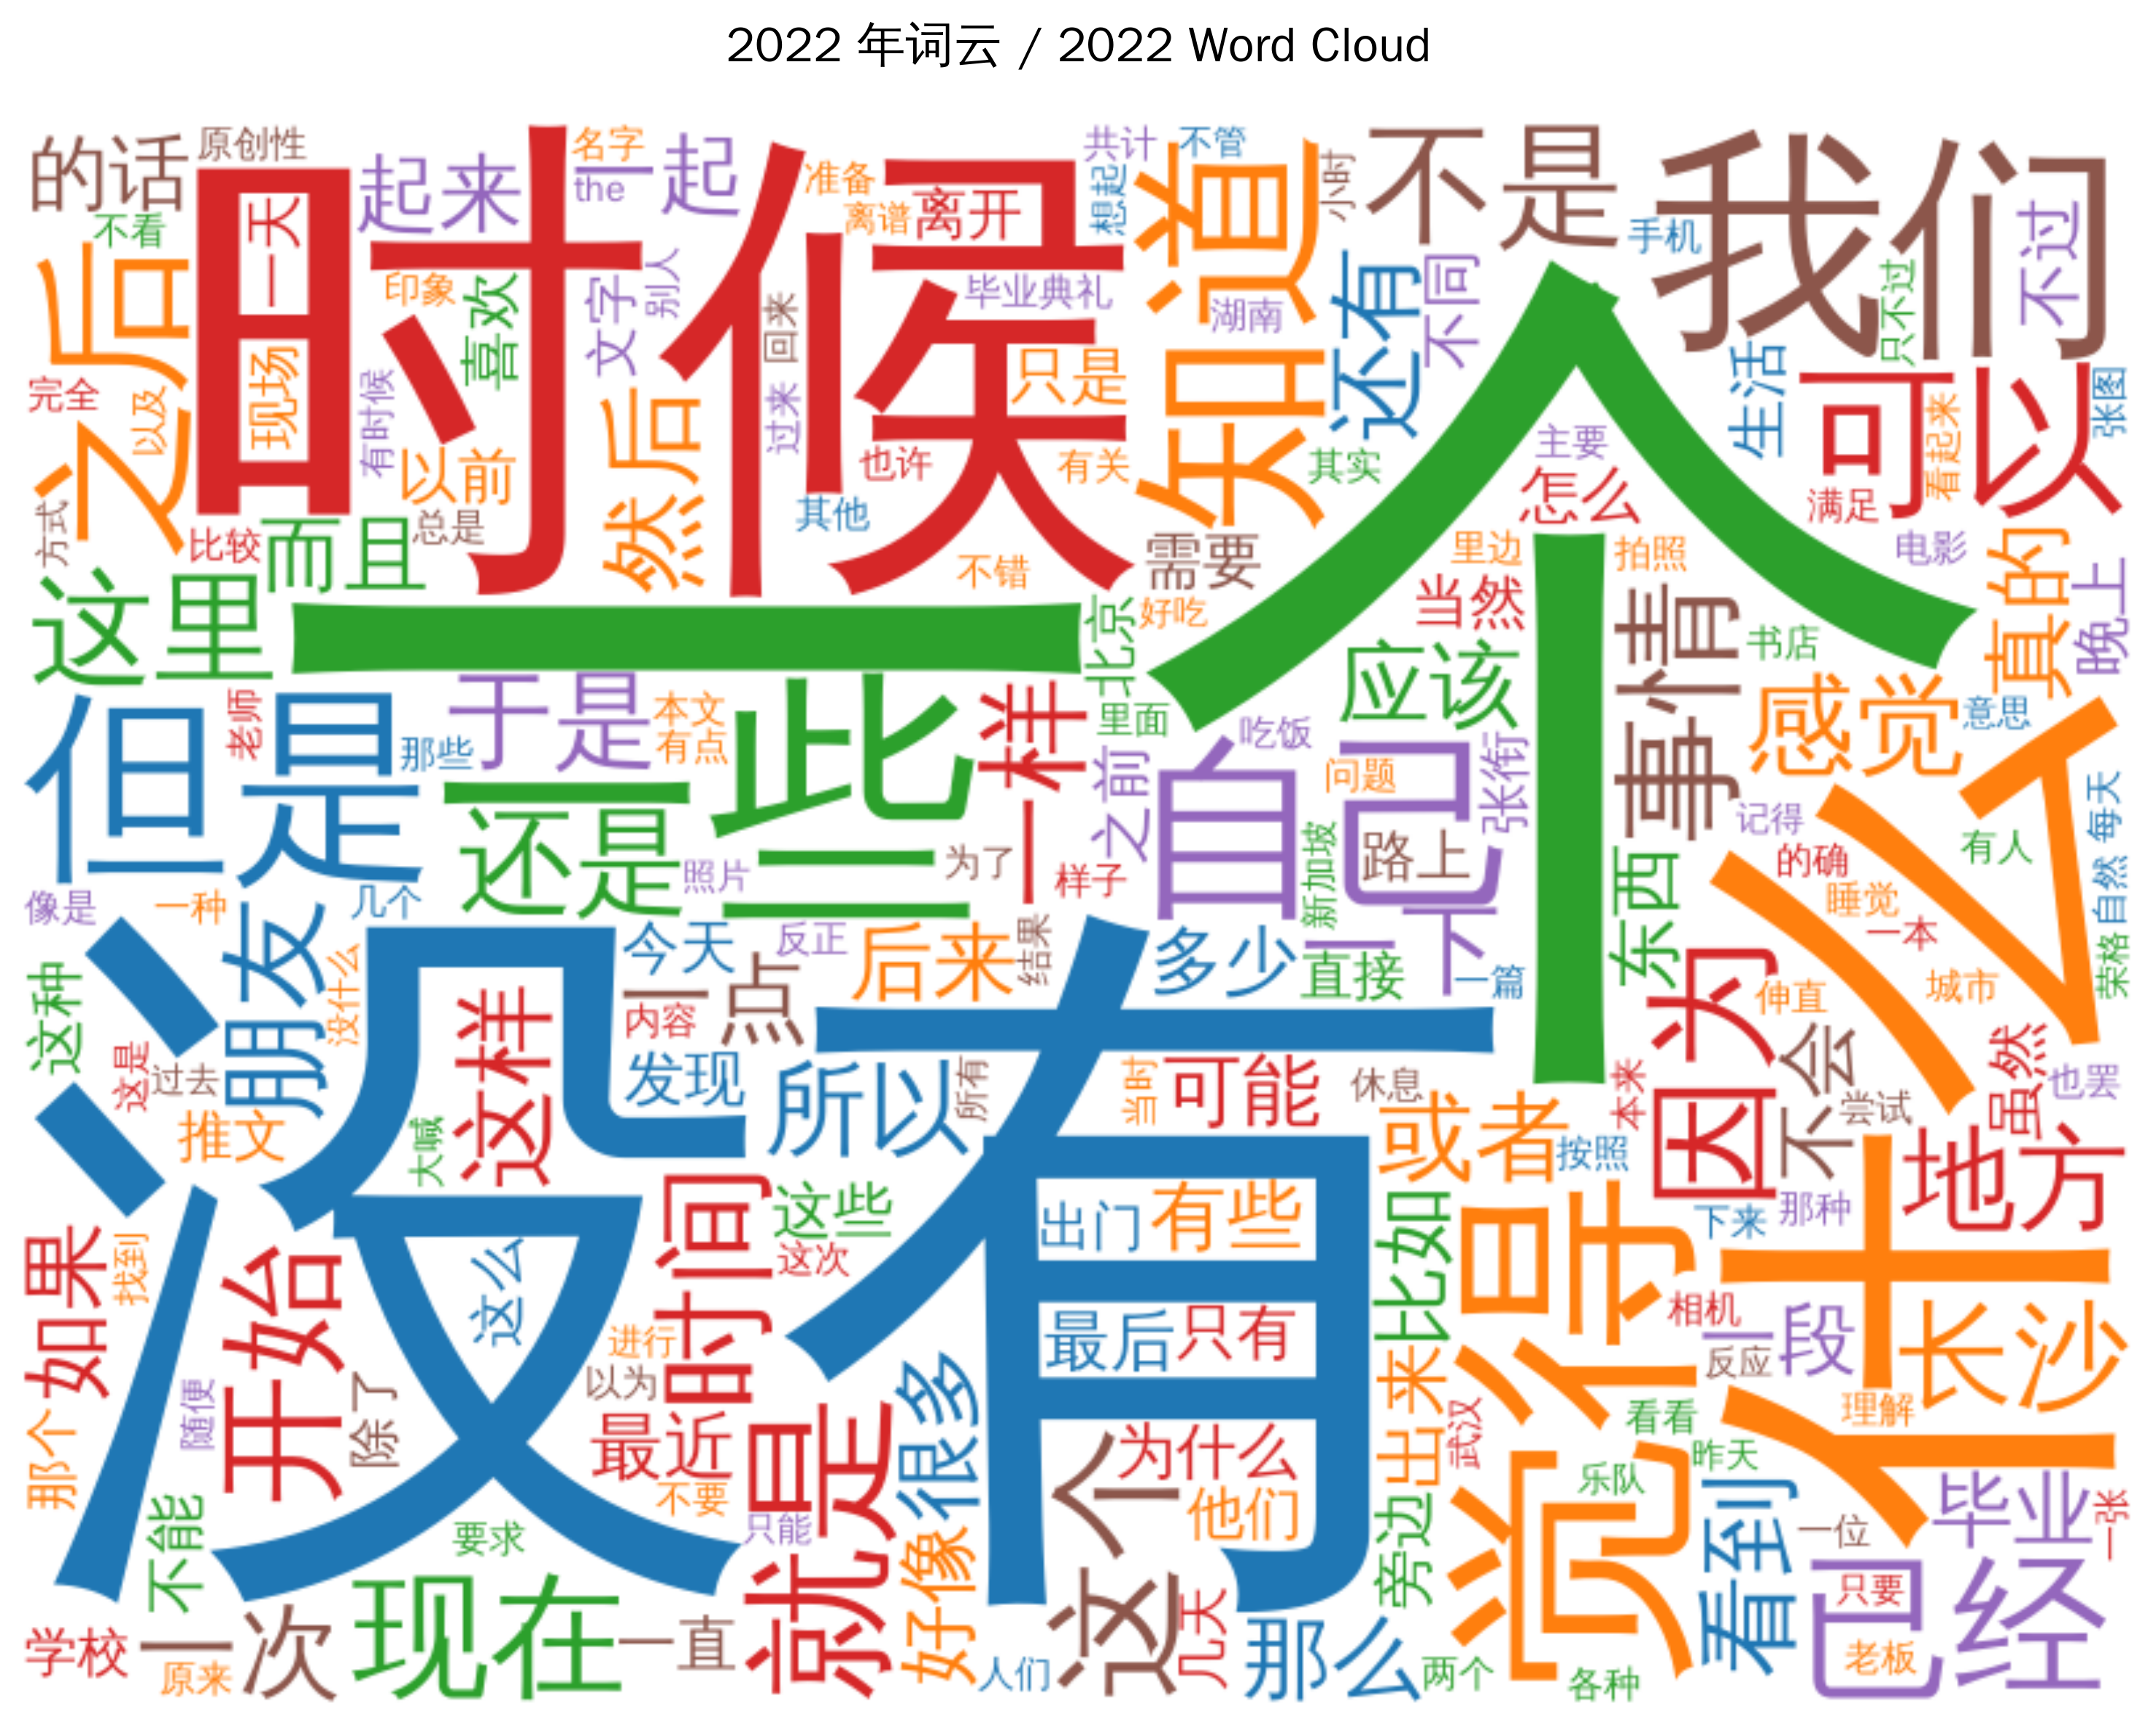 2022 年词云 / 2022 Word Cloud
的话
原创性
时候
一天
现场
起来
名字
the
一起
准备
离谱
离开
共计
不管
想起
知道
小时
不是
手机
我们
不过
只不过
不看
之后
完全
以及
方式
印象
喜欢
文字
别人
回来
过来
毕业典礼
湖南
还有
不同
生活
可以
张图
看起来
满足
有时候
以前
然后
只是
也许
有关
其他
其实
主要
怎么
比较
而且
总是
不错
需要
里边
拍照
电影
真的
晚上
这里
一个
北京
好吃
当然
事情
书店
但是
老师
那些
于是
本文
有点
一些
一样
里面
吃饭
应该
感觉
意思
什么
还是
照片
为了
样子
之前
自己
问题
张衔
路上
新加坡
记得
的确
有人
每天
自然
像是
一种
几个
睡觉
一本
城市
荣格
朋友
没什么
没有
今天
反正
后来
结果
多少
直接
一下
一篇
东西
因为
伸直
这种
这是
过去
推文
大喊
这样
一点
内容
发现
所以
所有
当时
可能
休息
或者
按照
本来
不会
尝试
虽然
也罢
地方
下来
那种
如果
找到
开始
这么
时间
这些
这次
出门
有些
比如
觉得
相机
一段
反应
长沙
那个
随便
除了
进行
以为
最近
不要
最后
只有
很多
为什么
他们
出来
武汉
看看
昨天
理解
乐队
不能
要求
只能
就是
好像
这个
旁边
看到
一位
毕业
一张
学校
一次
原来
现在
一直
人们
几天
那么
两个
各种
已经
只要
老板